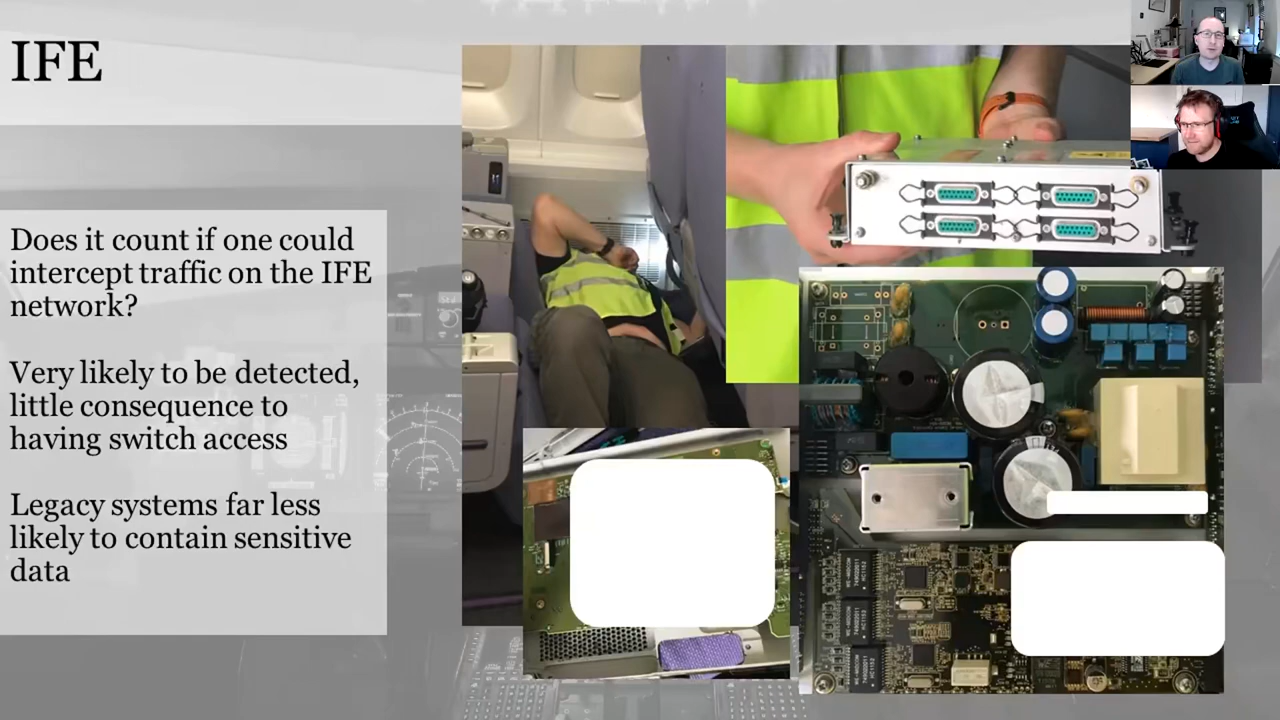 IFE
Does it count if one could
intercept traffic on the IFE
network?
Very likely to be detected,
little consequence to
having switch access
Legacy systems far less
likely to contain sensitive
data